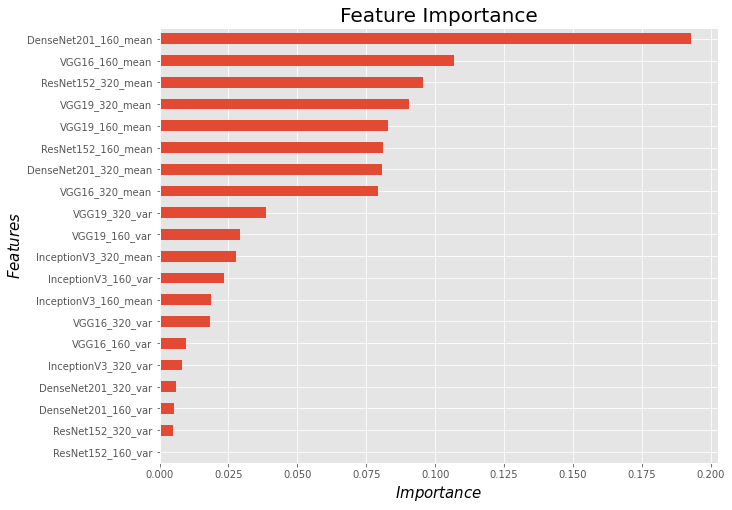 Feature Importance
DenseNet201_160_mean
VGG16_160_mean
ResNet152_320_mean
VGG19_320_mean
VGG19_160_mean
ResNet152_160_mean
DenseNet201_320_mean
VGG16_320_mean
VGG19_320_var
VGG19_160_var
InceptionV3_320_mean
InceptionV3_160_var
InceptionV3_160_mean
VGG16_320_var
VGG16_160_var
InceptionV3_320_var
DenseNet201_320_var
DenseNet201_160_var
ResNet152_320_var
ResNet152_160_var
Features
0.000 0.025 0.050 0.075 0.100 0.125 0.150 0.175 0.200
Importance